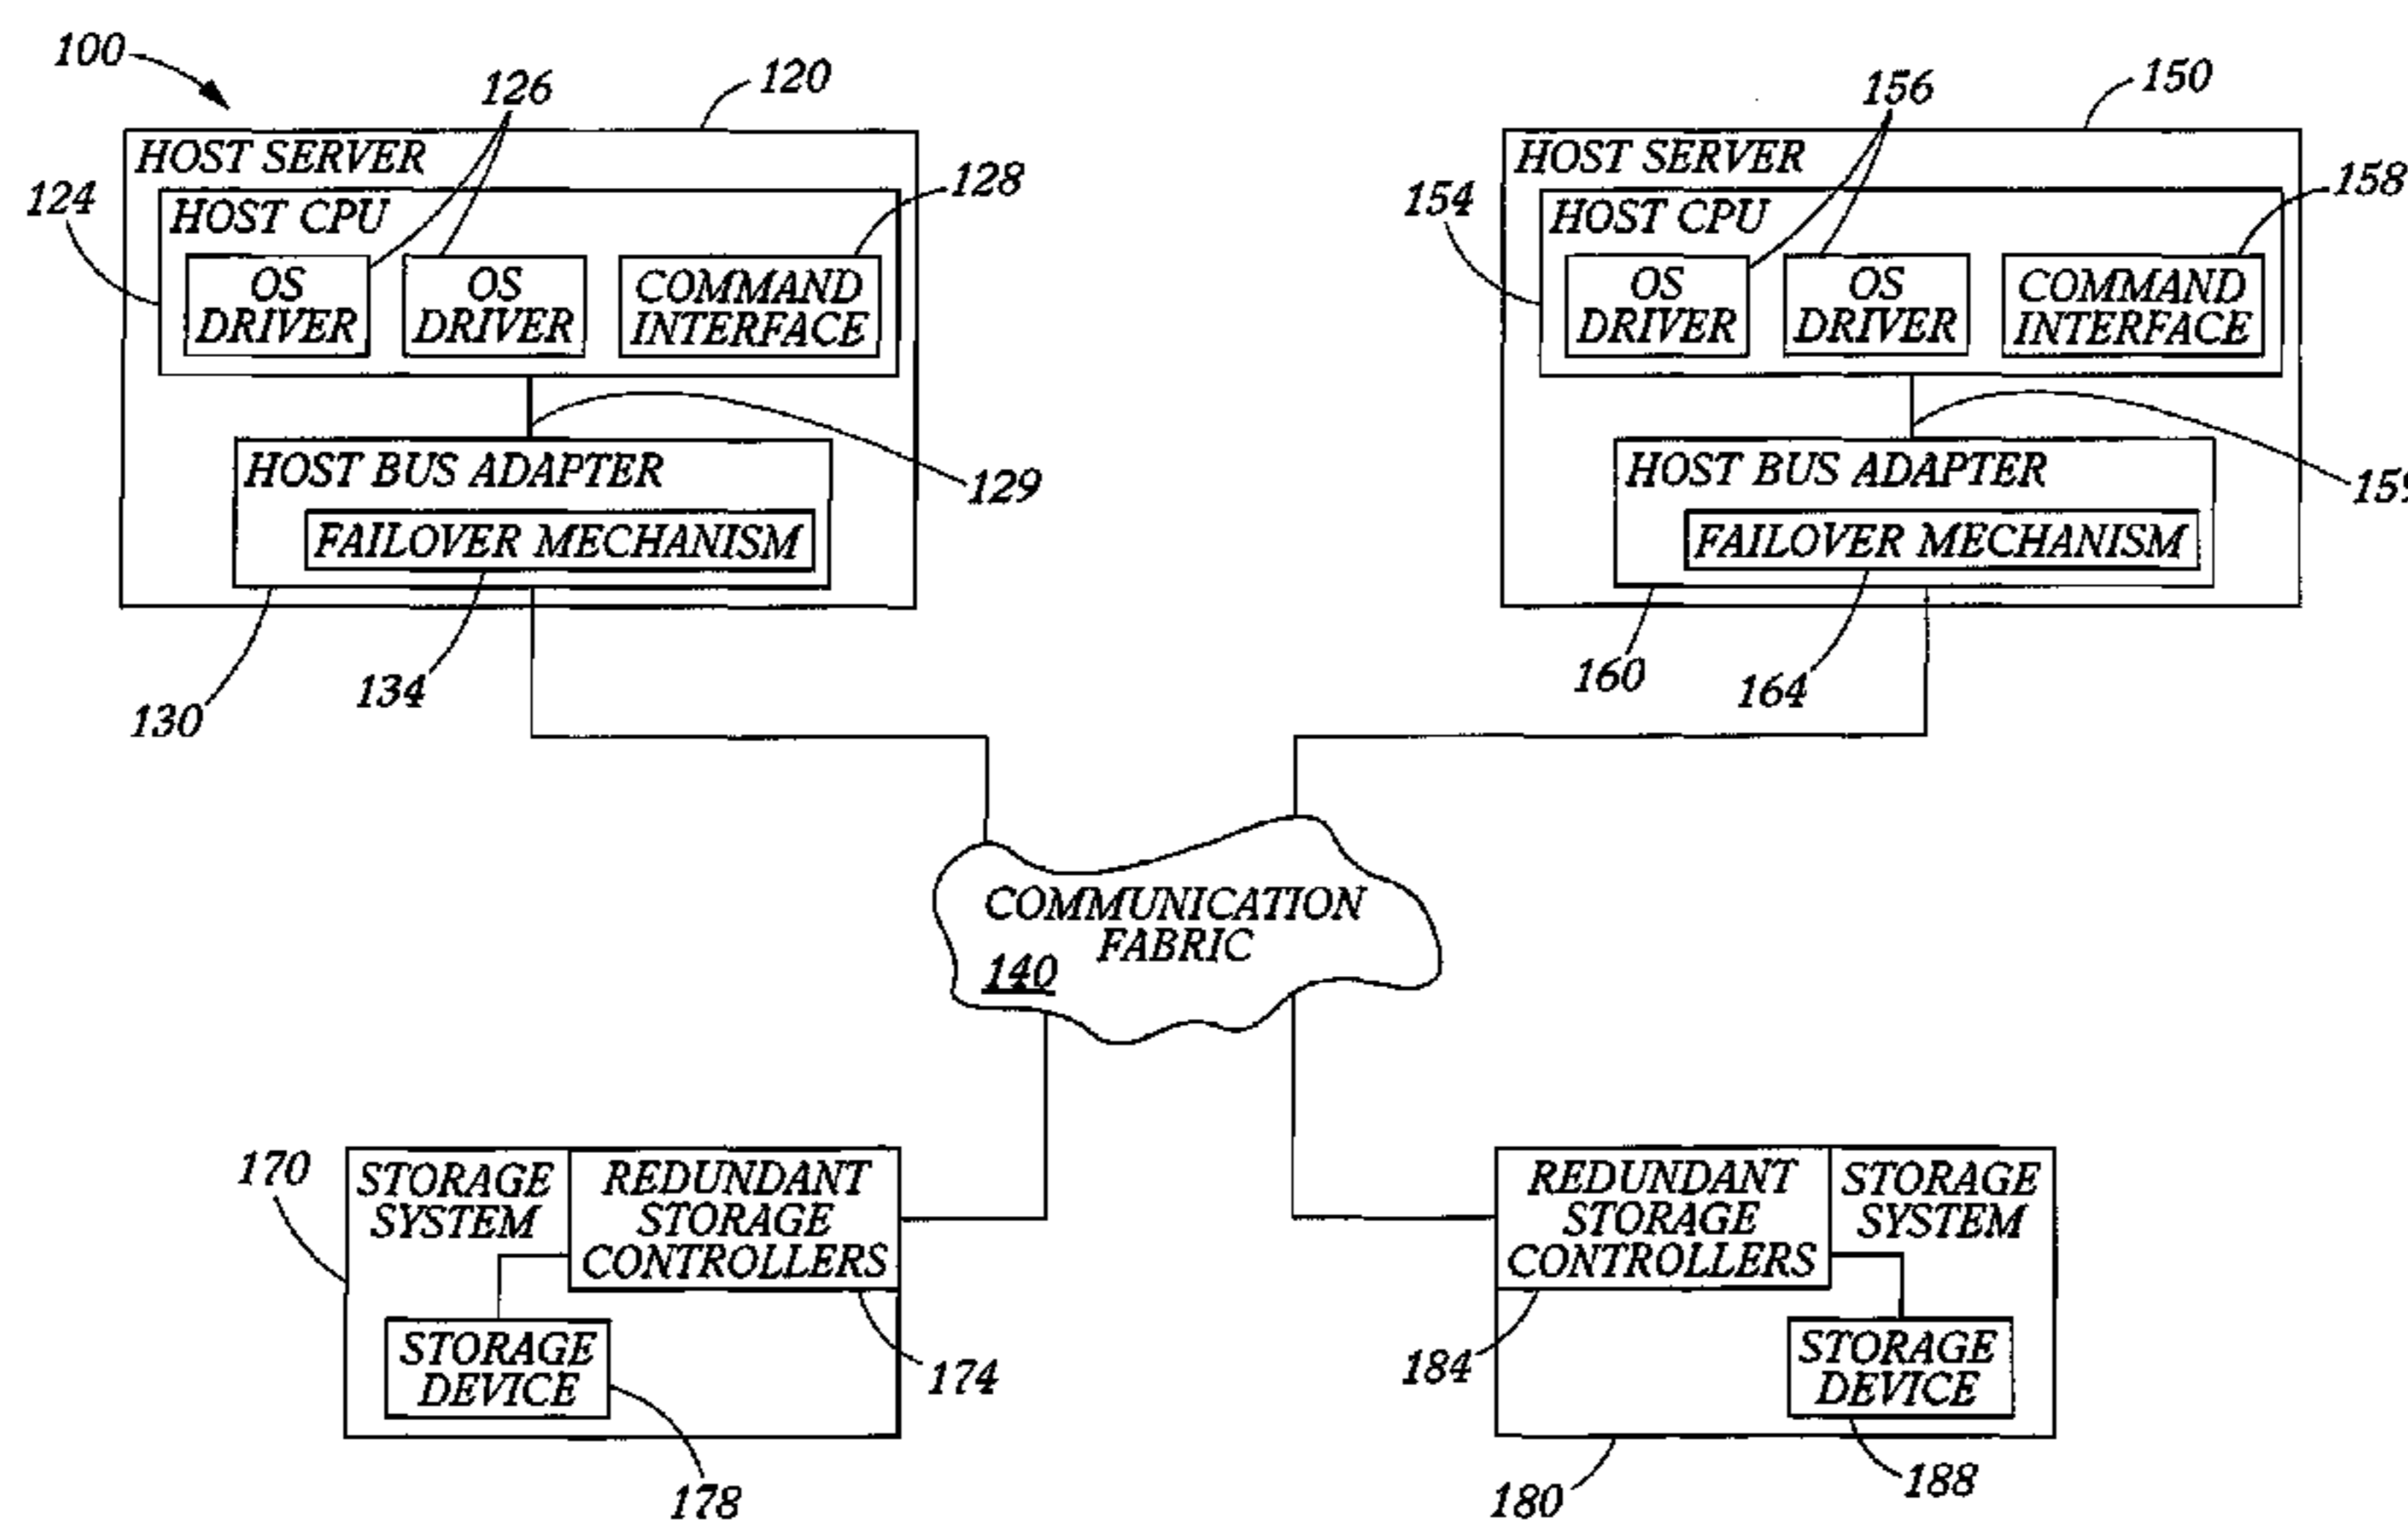 100
126
120
HOST SERVER
124
HOST CPU
128
OS
DRIVER
OS
DRIVER
COMMAND
INTERFACE
129
HOST BUS ADAPTER
FAILOVER MECHANISM
134
130
156
150
HOST SERVER
154
HOST CPU
158
OS
DRIVER
OS
DRIVER
COMMAND
INTERFACE
HOST BUS ADAPTER
FAILOVER MECHANISM
160
164
COMMUNICATION
FABRIC
140
170
STORAGE
SYSTEM
REDUNDANT
STORAGE
CONTROLLERS
STORAGE
DEVICE
174
178
REDUNDANT
STORAGE
CONTROLLERS
STORAGE
SYSTEM
184
STORAGE
DEVICE
180
188